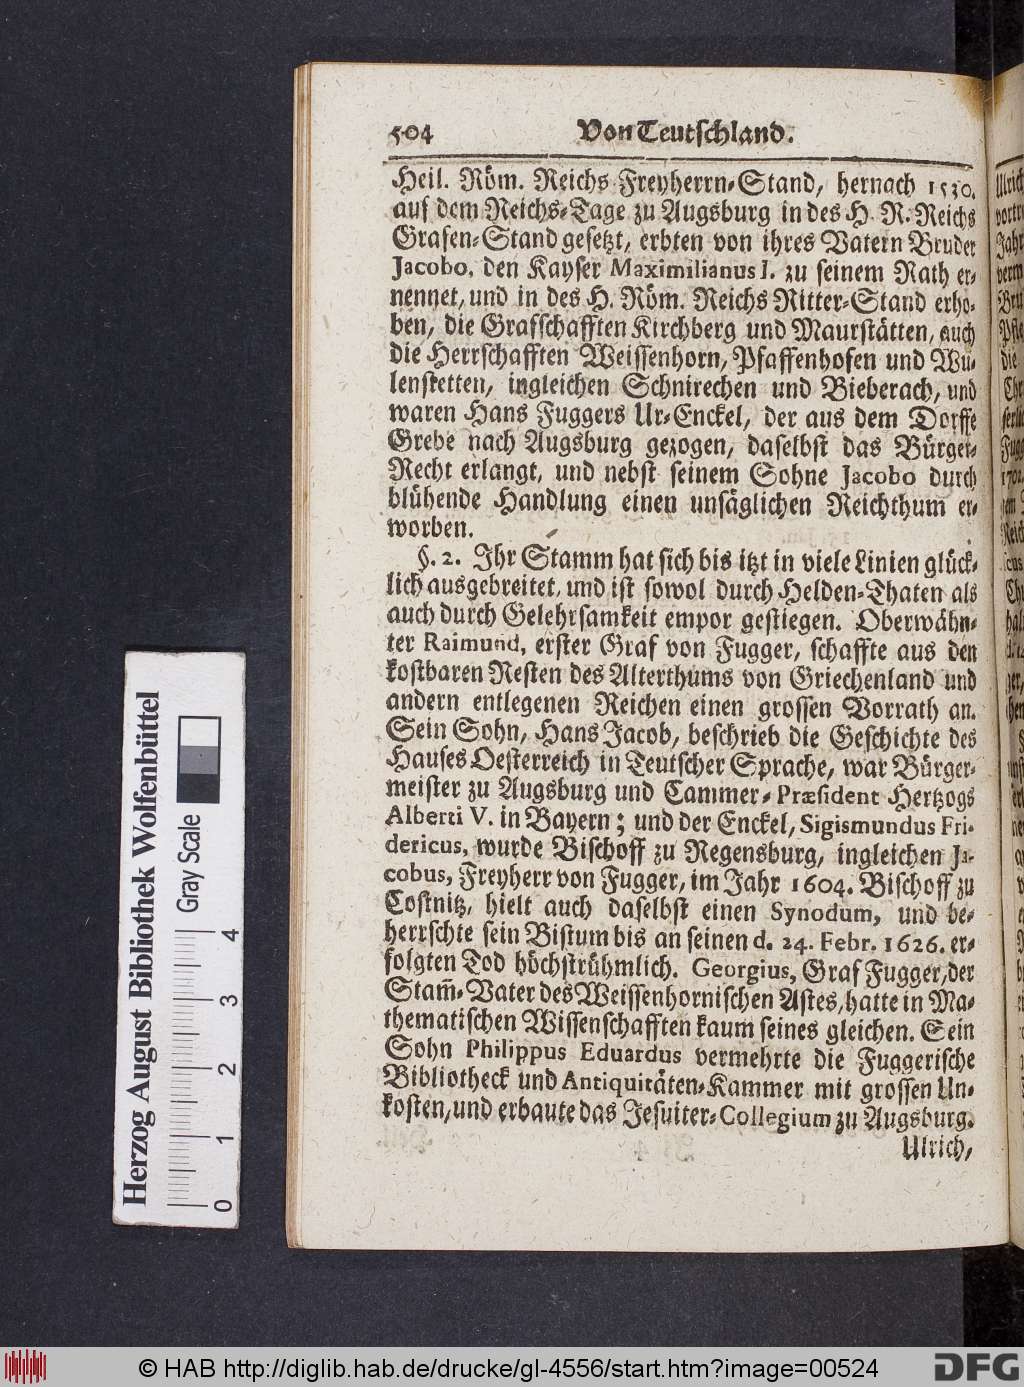 504 Von Teutschland.
Heil. Röm. Reichs Freyherrn-Stand, hernach 1530.
auf dem Reichs-Tage zu Augsburg in des H. R. Reichs
Grafen-Stand gesetzt, erbten von ihres Vatern Bruder
Jacobo, den Kayser Maximilianus I. zu seinem Rath er-
nennet, und in des H. Röm. Reichs Ritter-Stand erho-
ben, die Grafschafften Kirchberg und Maurstätten, auch
die Herrschafften Weissenhorn, Pfaffenhofen und Wu-
lenstetten, ingleichen Schnirechen und Bieberach, und
waren Hans Fuggers Ur-Enckel, der aus dem Dorffe
Grebe nach Augsburg gezogen, daselbst das Bürger-
Recht erlangt, und nebst seinem Sohne Jacobo durch
blühende Handlung einen unsäglichen Reichthum er-
worben.
§. 2. Ihr Stamm hat sich bis itzt in viele Linien glück-
lich ausgebreitet, und ist sowol durch Helden-Thaten als
auch durch Gelehrsamkeit empor gestiegen. Oberwähn-
ter Raimund, erster Graf von Fugger, schaffte aus den
kostbaren Resten des Alterthums von Griechenland und
andern entlegenen Reichen einen grossen Vorrath an.
Sein Sohn, Hans Jacob, beschrieb die Geschichte des
Hauses Oesterreich in Teutscher Sprache, war Bürger-
meister zu Augsburg und Cammer-Præsident Hertzogs
Alberti V. in Bayern; und der Enckel, Sigismundus Fri-
dericus, wurde Bischoff zu Regensburg, ingleichen Ja-
cobus, Freyherr von Fugger, im Jahr 1604. Bischoff zu
Costnitz, hielt auch daselbst einen Synodum, und be-
herrschte sein Bistum bis an seinen d. 24. Febr. 1626. er-
folgten Tod höchstrühmlich. Georgius, Graf Fugger, der
Stam̃-Vater des Weissenhornischen Astes, hatte in Ma-
thematischen Wissenschafften kaum seines gleichen. Sein
Sohn Philippus Eduardus vermehrte die Fuggerische
Bibliotheck und Antiquitäten-Kammer mit grossen Un-
kosten, und erbaute das Jesuiter-Collegium zu Augsburg.
Ulrich,
Herzog August Bibliothek Wolfenbüttel
Gray Scale
0 1 2 3 4
© HAB http://diglib.hab.de/drucke/gl-4556/start.htm?image=00524
DFG